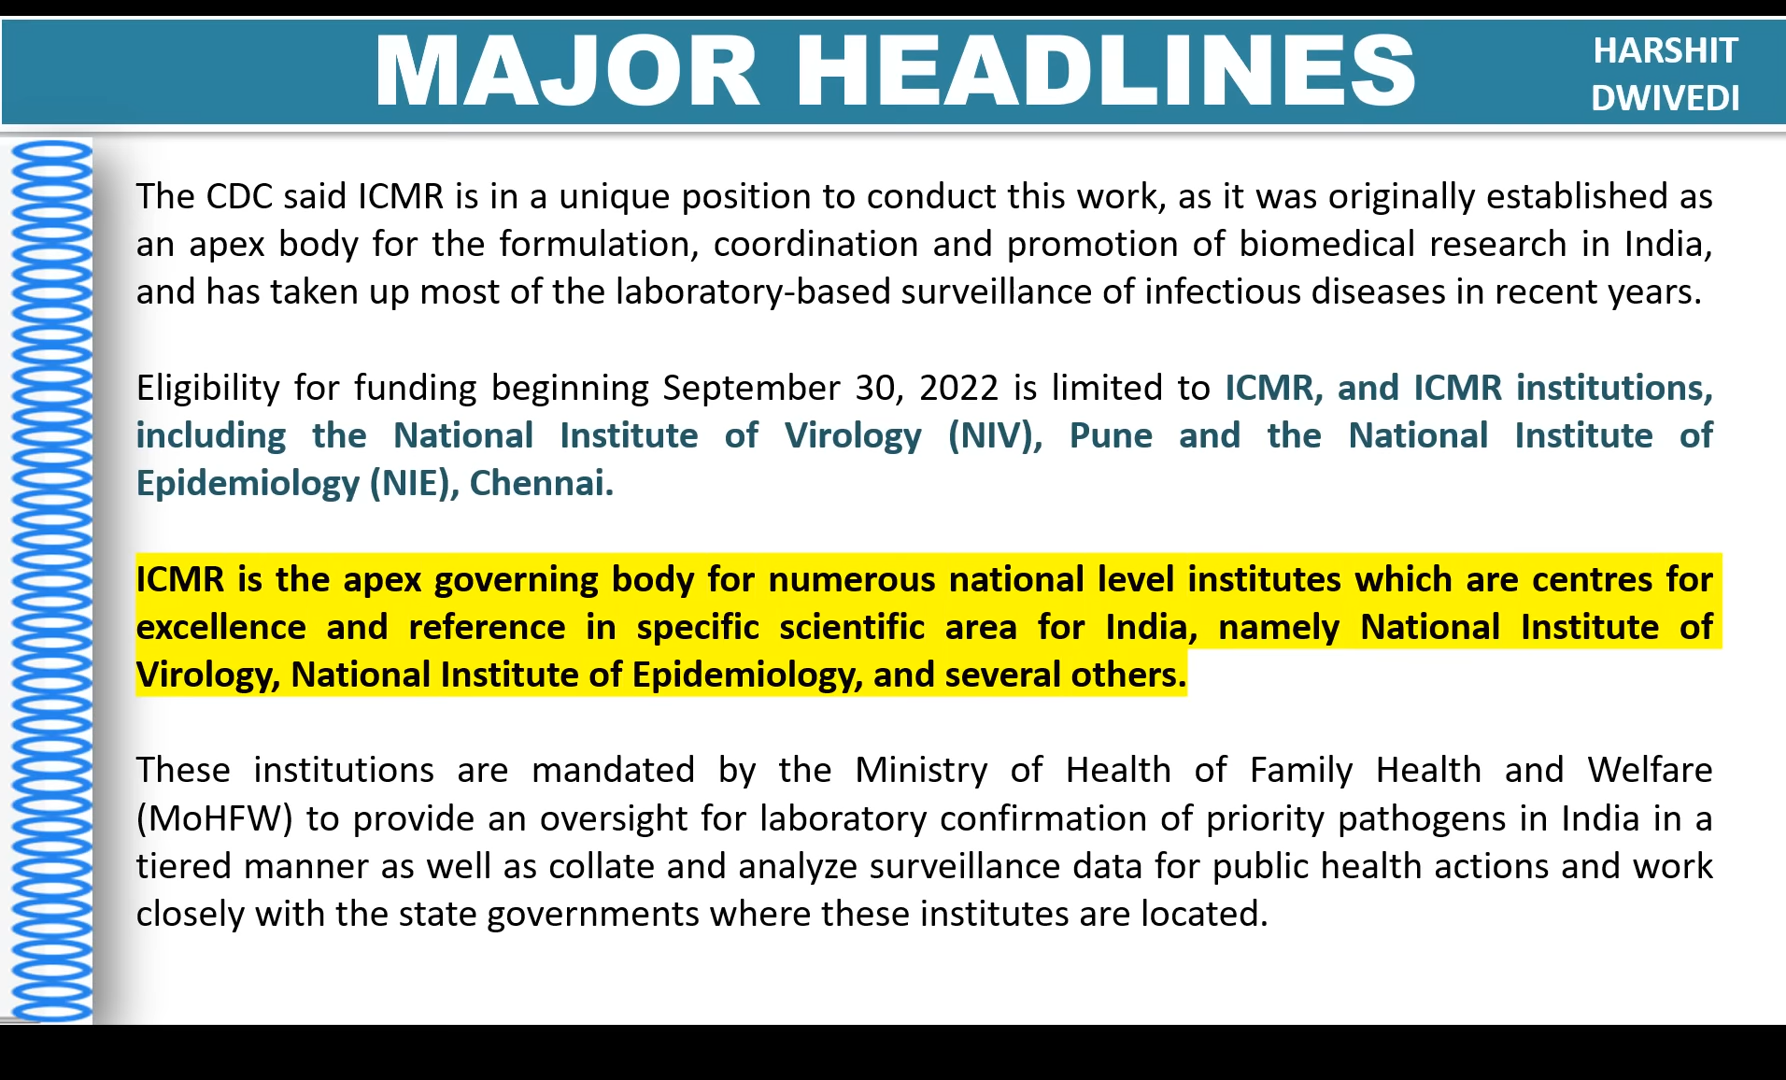 MAJOR HEADLINES
HARSHIT
DWIVEDI
The CDC said ICMR is in a unique position to conduct this work, as it was originally established as
an apex body for the formulation, coordination and promotion of biomedical research in India,
and has taken up most of the laboratory-based surveillance of infectious diseases in recent years.
Eligibility for funding beginning September 30, 2022 is limited to ICMR, and ICMR institutions,
including the National Institute of Virology (NIV), Pune and the National Institute of
Epidemiology (NIE), Chennai.
ICMR is the apex governing body for numerous national level institutes which are centres for
excellence and reference in specific scientific area for India, namely National Institute of
Virology, National Institute of Epidemiology, and several others.
These institutions are mandated by the Ministry of Health of Family Health and Welfare
(MoHFW) to provide an oversight for laboratory confirmation of priority pathogens in India in a
tiered manner as well as collate and analyze surveillance data for public health actions and work
closely with the state governments where these institutes are located.